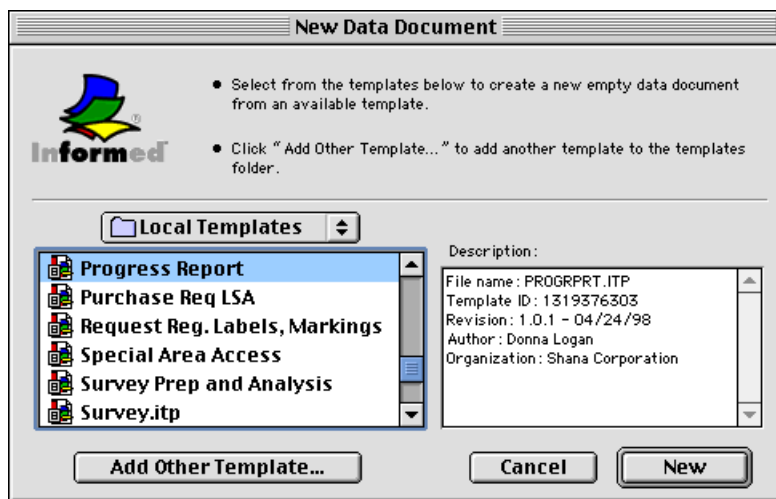 New Data Document
• Select from the templates below to create a new empty data document
from an available template.
• Click "Add Other Template..." to add another template to the templates
folder.
®
Informed
Local Templates
Progress Report
Purchase Req LSA
Request Reg. Labels, Markings
Special Area Access
Survey Prep and Analysis
Survey.itp
Description:
File name: PROGRPRT.ITP
Template ID: 1319376303
Revision: 1.0.1 - 04/24/98
Author: Donna Logan
Organization: Shana Corporation
Add Other Template...
Cancel
New